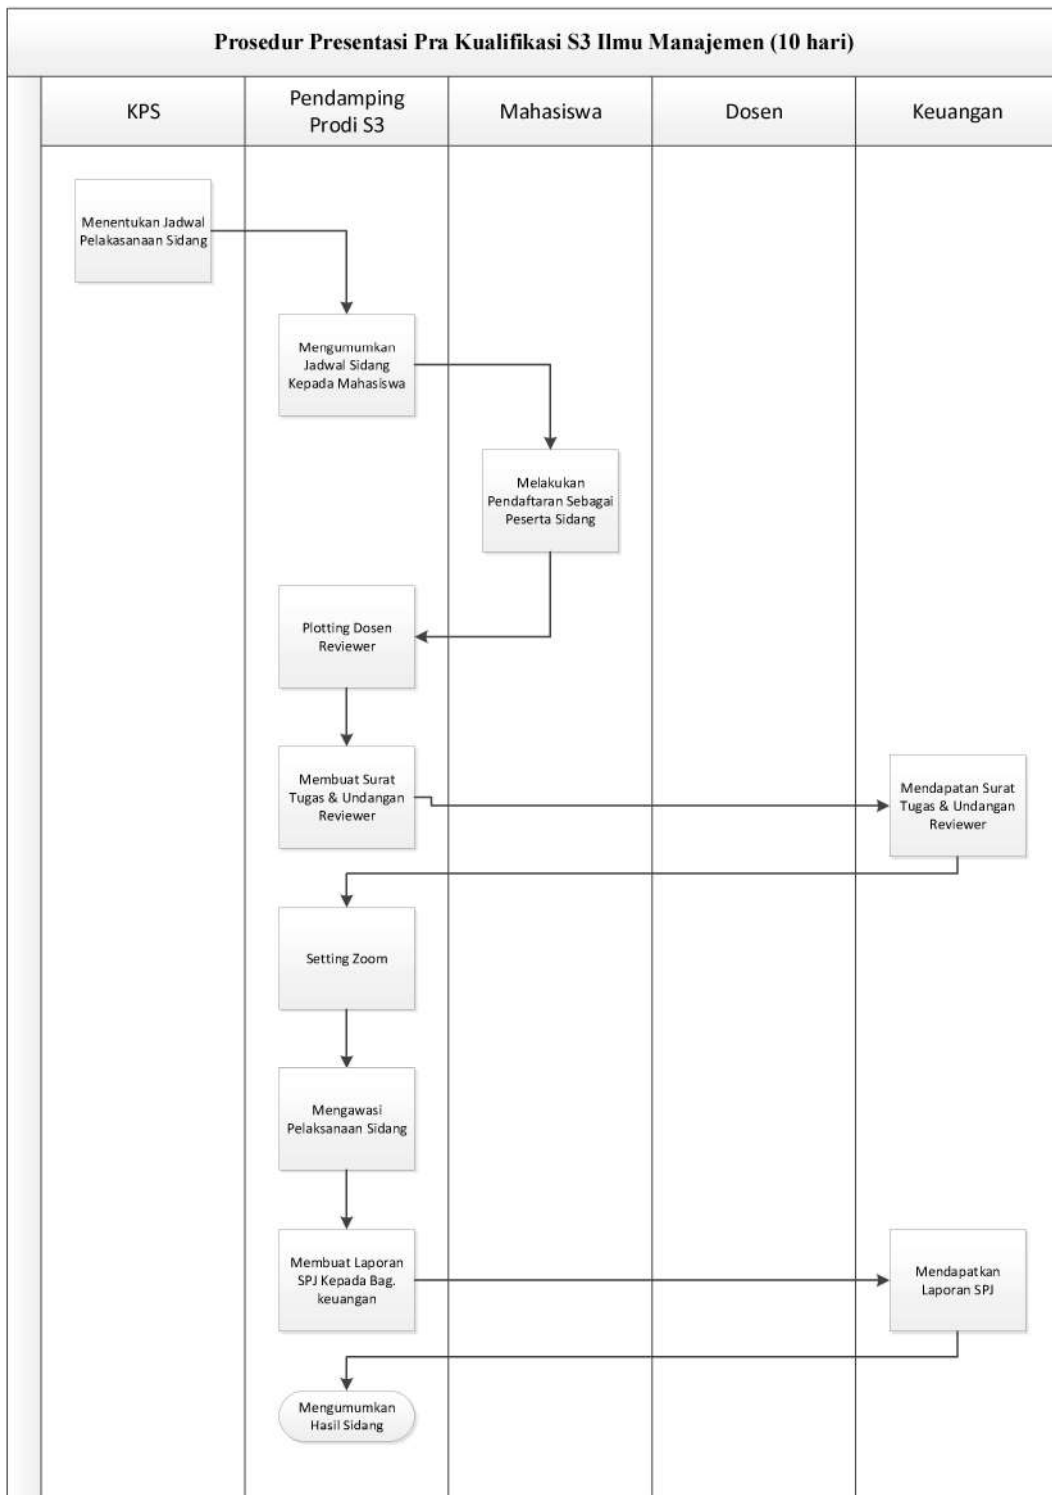 Prosedur Presentasi Pra Kualifikasi S3 Ilmu Manajemen (10 hari)
KPS
Pendamping
Prodi S3
Mahasiswa
Dosen
Keuangan
Menentukan Jadwal
Pelakasanaan Sidang
Mengumumkan
Jadwal Sidang
Kepada Mahasiswa
Melakukan
Pendaftaran Sebagai
Peserta Sidang
Plotting Dosen
Reviewer
Membuat Surat
Tugas & Undangan
Reviewer
Mendapatan Surat
Tugas & Undangan
Reviewer
Setting Zoom
Mengawasi
Pelaksanaan Sidang
Membuat Laporan
SPJ Kepada Bag.
keuangan
Mendapatkan
Laporan SPJ
Mengumumkan
Hasil Sidang